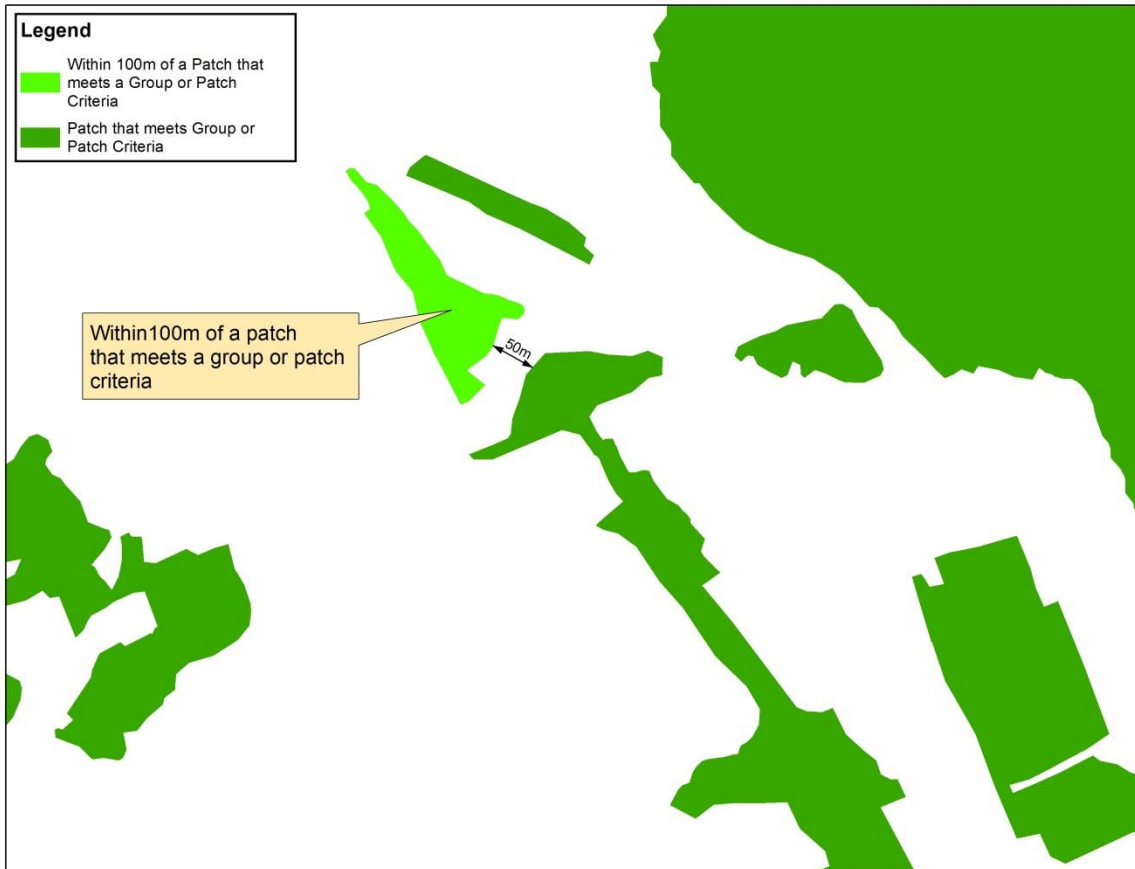 Legend
Within 100m of a Patch that
meets a Group or Patch
Criteria
Patch that meets Group or
Patch Criteria
50m
Within100m of a patch
that meets a group or patch
criteria